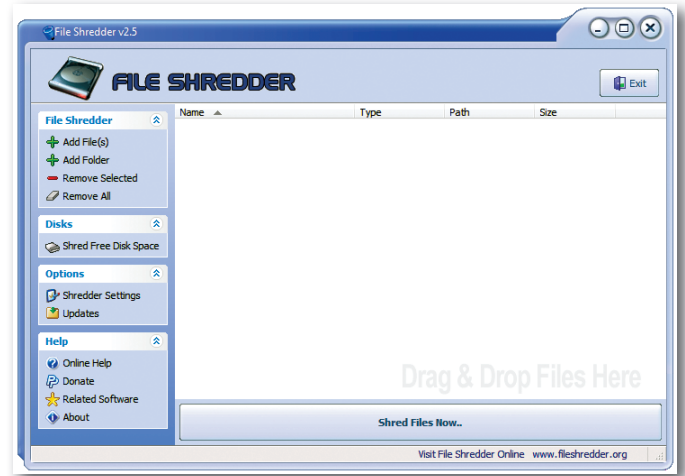 File Shredder v2.5
FILE SHREDDER
Exit
File Shredder
Add File(s)
Add Folder
Remove Selected
Remove All
Disks
Shred Free Disk Space
Options
Shredder Settings
Updates
Help
Online Help
Donate
Related Software
About
Name Type Path Size
Drag & Drop Files Here
Shred Files Now..
Visit File Shredder Online www.fileshredder.org